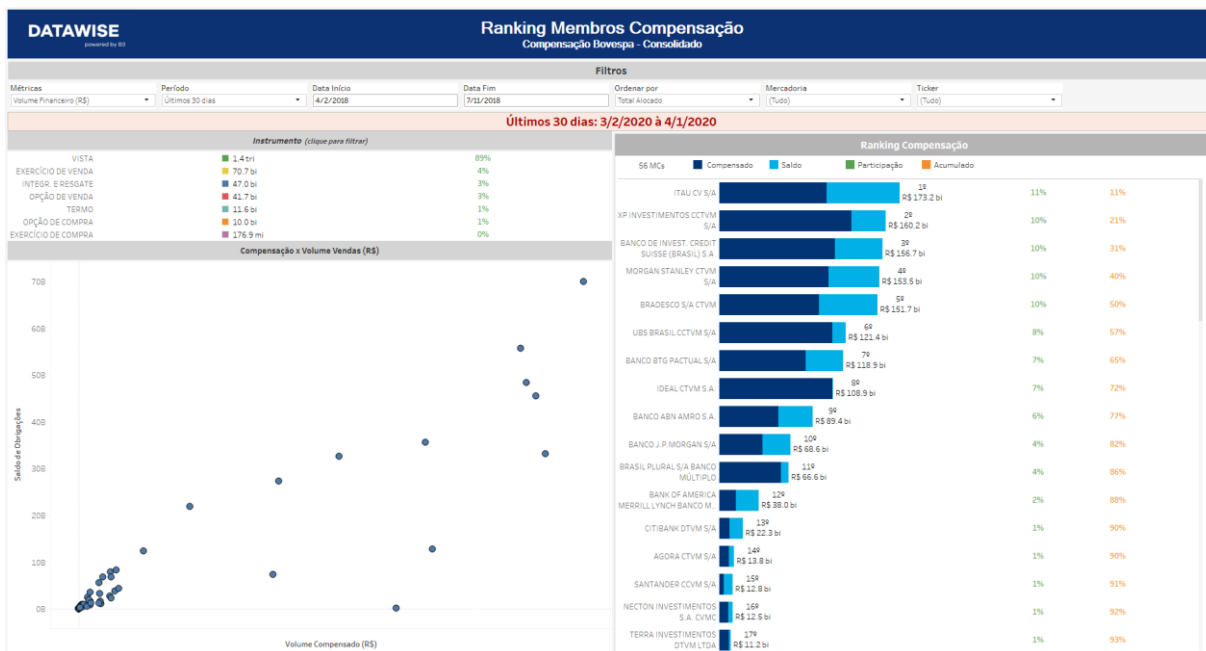 DATAWISE
powered by B3
Ranking Membros Compensação
Compensação Bovespa - Consolidado
Filtros
Métricas
Período
Data Início
Data Fim
Ordenar por
Mercadoria
Ticker
Volume Financeiro (R$)
Últimos 30 dias
4/2/2018
7/11/2018
Total Alocado
(Tudo)
(Tudo)
Últimos 30 dias: 3/2/2020 à 4/1/2020
Instrumento (clique para filtrar)
VISTA 1.4 tri 89%
EXERCÍCIO DE VENDA 70.7 bi 4%
INTEGR. E RESGATE 47.0 bi 3%
OPÇÃO DE VENDA 41.7 bi 3%
TERMO 11.6 bi 1%
OPÇÃO DE COMPRA 10.0 bi 1%
EXERCÍCIO DE COMPRA 176.9 mi 0%
Compensação x Volume Vendas (R$)
70B
60B
50B
40B
30B
20B
10B
0B
Saldo de Obrigações
Volume Compensado (R$)
Ranking Compensação
56 MCs Compensado Saldo Participação Acumulado
ITAU CV S/A 1º
R$ 173.2 bi 11% 11%
XP INVESTIMENTOS CCTVM
S/A 2º
R$ 160.2 bi 10% 21%
BANCO DE INVEST. CREDIT
SUISSE (BRASIL) S.A. 3º
R$ 156.7 bi 10% 31%
MORGAN STANLEY CTVM
S/A 4º
R$ 153.5 bi 10% 40%
BRADESCO S/A CTVM 5º
R$ 151.7 bi 10% 50%
UBS BRASIL CCTVM S/A 6º
R$ 121.4 bi 8% 57%
BANCO BTG PACTUAL S/A 7º
R$ 118.9 bi 7% 65%
IDEAL CTVM S.A. 8º
R$ 108.9 bi 7% 72%
BANCO ABN AMRO S.A. 9º
R$ 89.4 bi 6% 77%
BANCO J.P.MORGAN S/A 10º
R$ 68.6 bi 4% 82%
BRASIL PLURAL S/A BANCO
MÚLTIPLO 11º
R$ 66.6 bi 4% 86%
BANK OF AMERICA
MERRILL LYNCH BANCO M.. 12º
R$ 38.0 bi 2% 88%
CITIBANK DTVM S/A 13º
R$ 22.3 bi 1% 90%
AGORA CTVM S/A 14º
R$ 13.8 bi 1% 90%
SANTANDER CCVM S/A 15º
R$ 12.8 bi 1% 91%
NECTON INVESTIMENTOS
S.A. CVMC 16º
R$ 12.5 bi 1% 92%
TERRA INVESTIMENTOS
DTVM LTDA 17º
R$ 11.2 bi 1% 93%